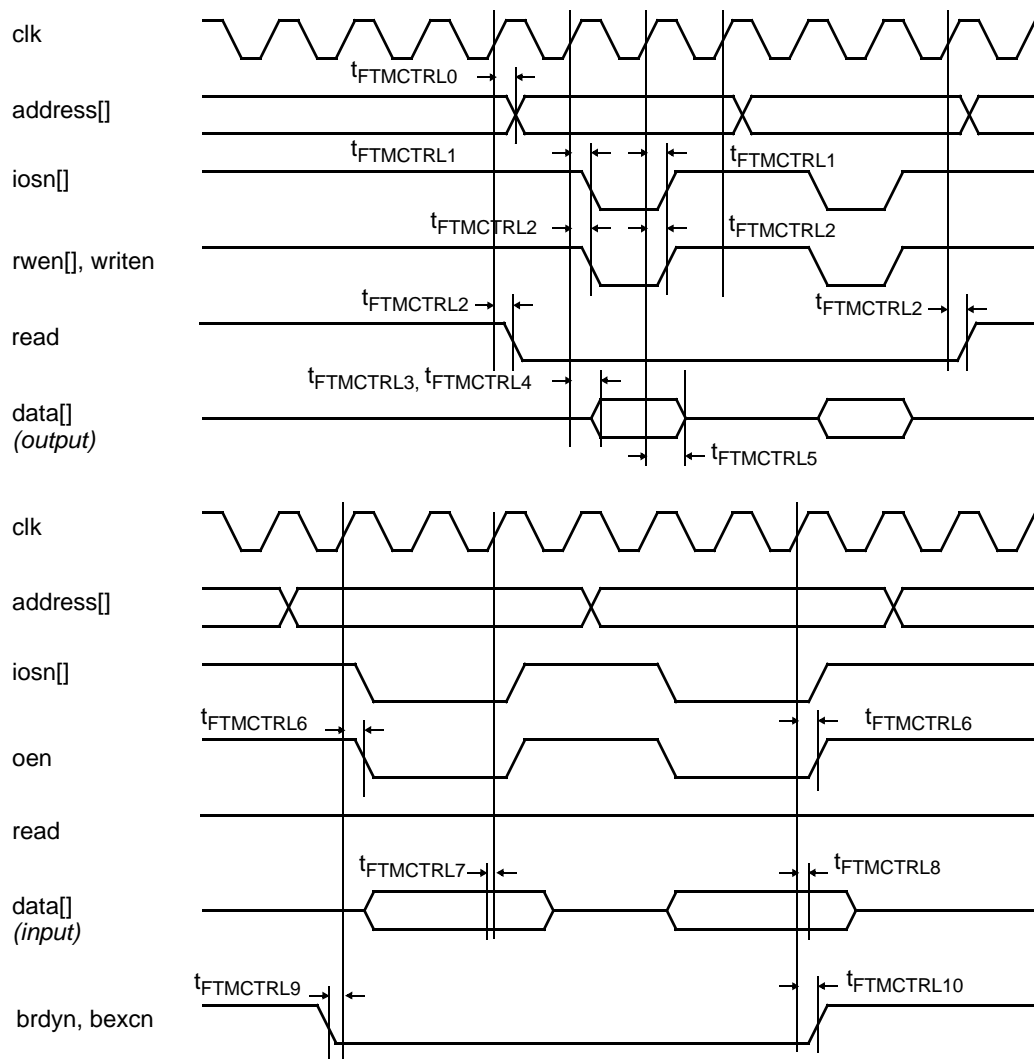 clk
tFTMCTRL0
address[]
tFTMCTRL1
tFTMCTRL1
iosn[]
tFTMCTRL2
tFTMCTRL2
rwen[], writen
tFTMCTRL2
tFTMCTRL2
read
tFTMCTRL3, tFTMCTRL4
data[]
(output)
tFTMCTRL5
clk
address[]
iosn[]
tFTMCTRL6
tFTMCTRL6
oen
read
tFTMCTRL7
tFTMCTRL8
data[]
(input)
tFTMCTRL9
tFTMCTRL10
brdyn, bexcn